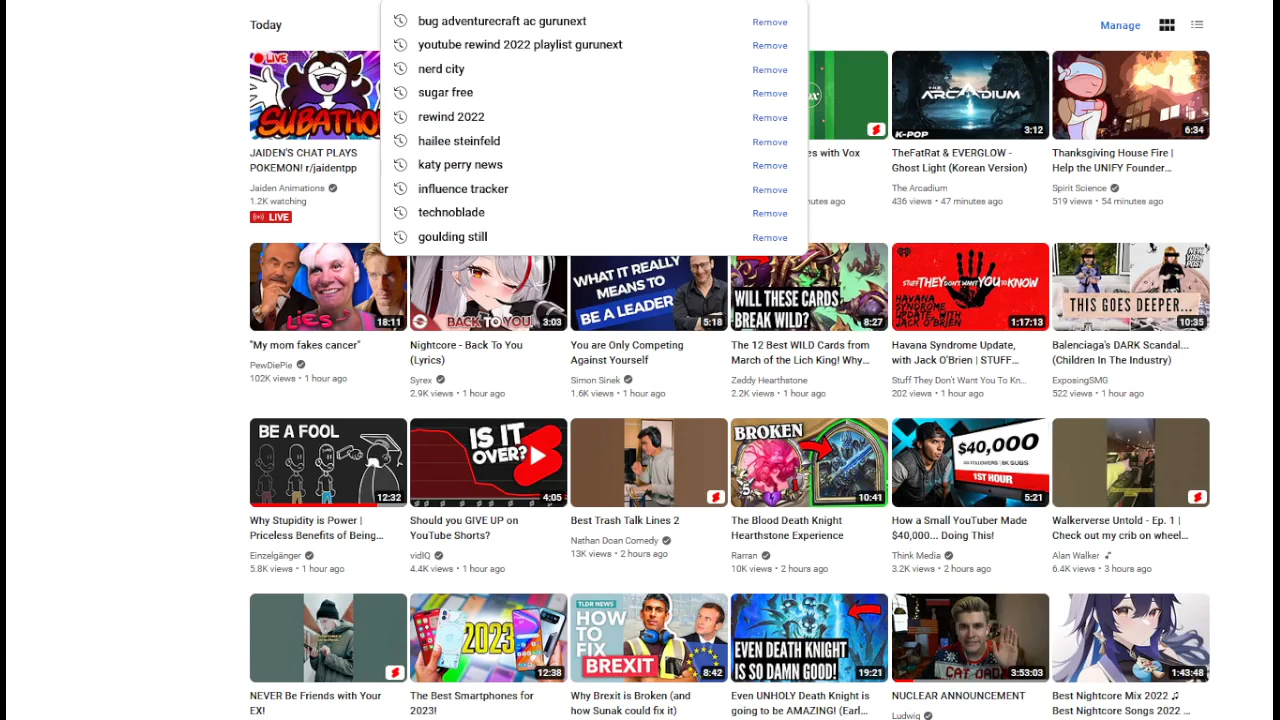 Today
Manage
bug adventurecraft ac gurunext Remove
youtube rewind 2022 playlist gurunext Remove
nerd city Remove
sugar free Remove
rewind 2022 Remove
hailee steinfeld Remove
katy perry news Remove
influence tracker Remove
technoblade Remove
goulding still Remove
LIVE
SUBATHO
JAIDEN'S CHAT PLAYS
POKEMON! r/jaidentpp
Jaiden Animations
1.2K watching
LIVE
es with Vox
utes ago
THE
ARCADIUM
K-POP
3:12
TheFatRat & EVERGLOW -
Ghost Light (Korean Version)
The Arcadium
436 views • 47 minutes ago
6:34
Thanksgiving House Fire |
Help the UNIFY Founder...
Spirit Science
519 views • 54 minutes ago
LIES
18:11
"My mom fakes cancer"
PewDiePie
102K views • 1 hour ago
BACK TO YOU
3:03
Nightcore - Back To You
(Lyrics)
Syrex
2.9K views • 1 hour ago
WHAT IT REALLY
MEANS TO
BE A LEADER
5:18
You are Only Competing
Against Yourself
Simon Sinek
1.6K views • 1 hour ago
WILL THESE CARDS
BREAK WILD?
8:27
The 12 Best WILD Cards from
March of the Lich King! Why...
Zeddy Hearthstone
2.2K views • 1 hour ago
STUFF THEY DON'T WANT YOU TO KNOW
HAVANA
SYNDROME
UPDATE, WITH
JACK O'BRIEN
1:17:13
Havana Syndrome Update,
with Jack O'Brien | STUFF...
Stuff They Don't Want You To Kn...
202 views • 1 hour ago
NEW YORK POST
THIS GOES DEEPER...
10:35
Balenciaga's DARK Scandal...
(Children In The Industry)
ExposingSMG
522 views • 1 hour ago
BE A FOOL
12:32
Why Stupidity is Power |
Priceless Benefits of Being...
Einzelgänger
5.8K views • 1 hour ago
IS IT
OVER?
4:05
Should you GIVE UP on
YouTube Shorts?
vidIQ
4.4K views • 1 hour ago
Best Trash Talk Lines 2
Nathan Doan Comedy
13K views • 2 hours ago
BROKEN
5
10:41
The Blood Death Knight
Hearthstone Experience
Rarran
10K views • 2 hours ago
$40,000
1ST HOUR
5:21
How a Small YouTuber Made
$40,000... Doing This!
Think Media
3.2K views • 2 hours ago
Walkerverse Untold - Ep. 1 |
Check out my crib on wheel...
Alan Walker
6.4K views • 3 hours ago
NEVER Be Friends with Your
EX!
2023
12:38
The Best Smartphones for
2023!
TLDR NEWS
HOW
TO
FIX
BREXIT
8:42
Why Brexit is Broken (and
how Sunak could fix it)
EVEN DEATH KNIGHT
IS SO DAMN GOOD!
19:21
Even UNHOLY Death Knight is
going to be AMAZING! (Earl...
3:53:03
NUCLEAR ANNOUNCEMENT
Ludwig
1:43:48
Best Nightcore Mix 2022 ♫
Best Nightcore Songs 2022 ...